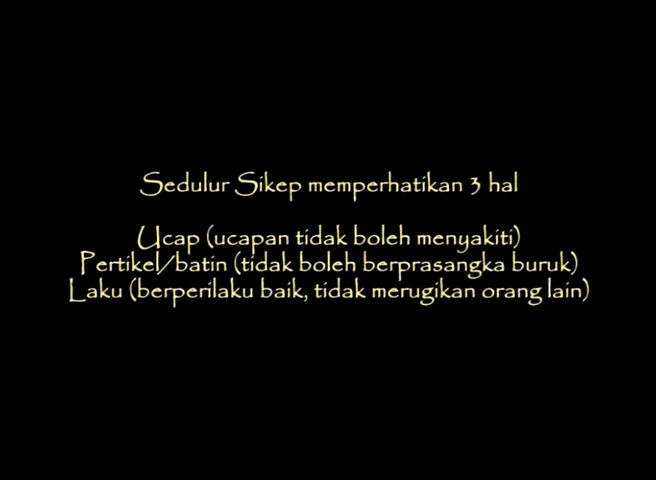 Sedulur Sikep memperhatikan 3 hal
Ucap (ucapan tidak boleh menyakiti)
Pertikel/batin (tidak boleh berprasangka buruk)
Laku (berperilaku baik, tidak merugikan orang lain)